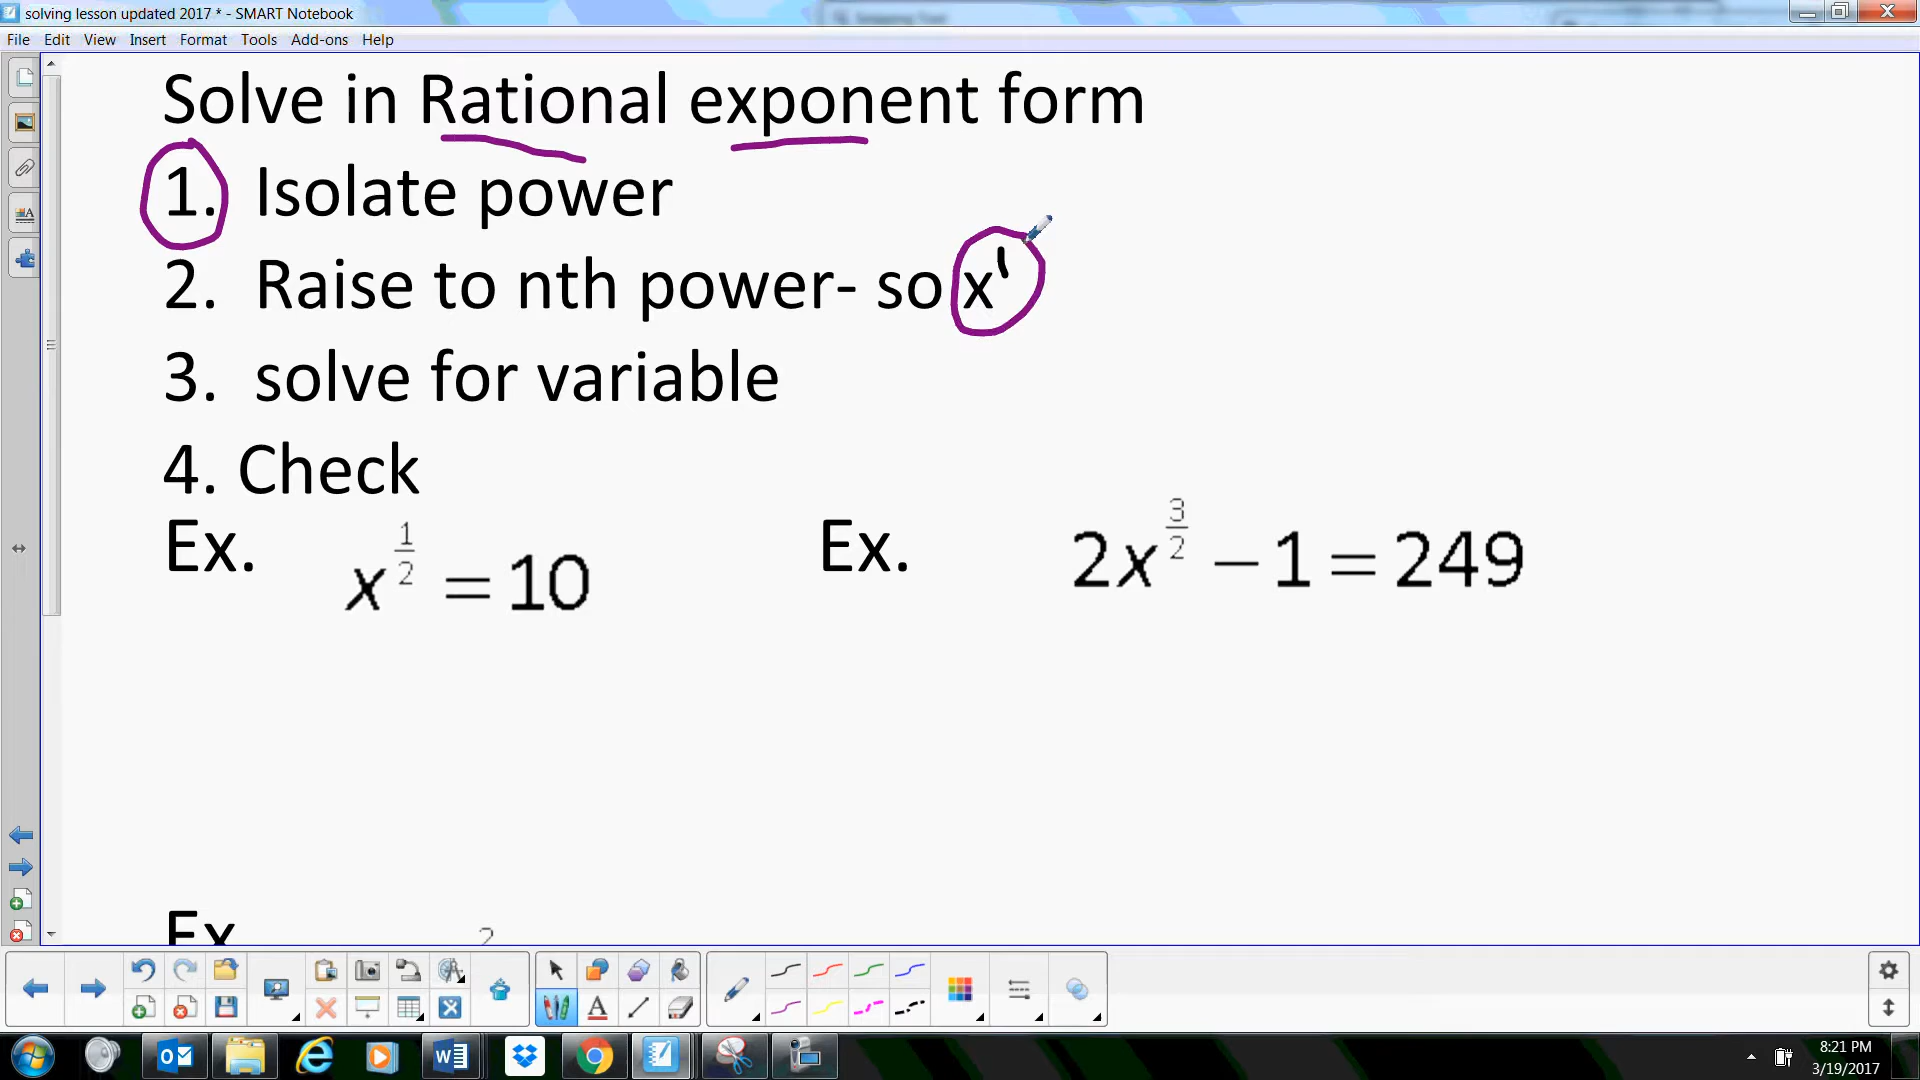 solving lesson updated 2017 * - SMART Notebook
File Edit View Insert Format Tools Add-ons Help
Solve in Rational exponent form
1. Isolate power
2. Raise to nth power- so x¹
3. solve for variable
4. Check
Ex. x^(1/2) = 10 Ex. 2x^(3/2) − 1 = 249
Ex
2
8:21 PM
3/19/2017